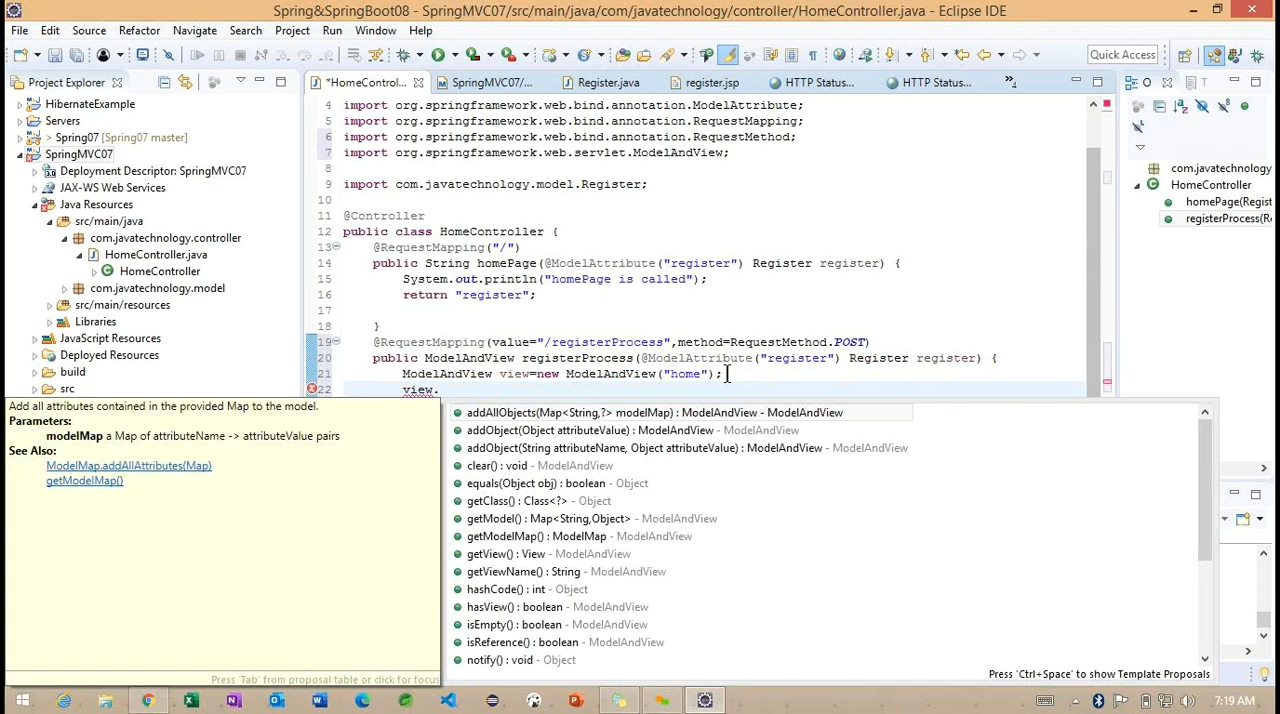 Spring&SpringBoot08 - SpringMVC07/src/main/java/com/javatechnology/controller/HomeController.java - Eclipse IDE
File Edit Source Refactor Navigate Search Project Run Window Help
Quick Access
Project Explorer
*HomeControl... SpringMVC07/... Register.java register.jsp HTTP Status... HTTP Status... 4
HibernateExample
Servers
> Spring07 [Spring07 master]
SpringMVC07
Deployment Descriptor: SpringMVC07
JAX-WS Web Services
Java Resources
src/main/java
com.javatechnology.controller
HomeController.java
HomeController
com.javatechnology.model
src/main/resources
Libraries
JavaScript Resources
Deployed Resources
build
src
4 import org.springframework.web.bind.annotation.ModelAttribute;
5 import org.springframework.web.bind.annotation.RequestMapping;
6 import org.springframework.web.bind.annotation.RequestMethod;
7 import org.springframework.web.servlet.ModelAndView;
8
9 import com.javatechnology.model.Register;
10
11 @Controller
12 public class HomeController {
13 @RequestMapping("/")
14 public String homePage(@ModelAttribute("register") Register register) {
15 System.out.println("homePage is called");
16 return "register";
17
18 }
19 @RequestMapping(value="/registerProcess",method=RequestMethod.POST)
20 public ModelAndView registerProcess(@ModelAttribute("register") Register register) {
21 ModelAndView view=new ModelAndView("home");
22 view.
O
T
com.javatechnology
HomeController
homePage(Regist
registerProcess(R
Add all attributes contained in the provided Map to the model.
Parameters:
modelMap a Map of attributeName -> attributeValue pairs
See Also:
ModelMap.addAllAttributes(Map)
getModelMap()
Press 'Tab' from proposal table or click for focus
addAllObjects(Map<String,?> modelMap) : ModelAndView - ModelAndView
addObject(Object attributeValue) : ModelAndView - ModelAndView
addObject(String attributeName, Object attributeValue) : ModelAndView - ModelAndView
clear() : void - ModelAndView
equals(Object obj) : boolean - Object
getClass() : Class<?> - Object
getModel() : Map<String,Object> - ModelAndView
getModelMap() : ModelMap - ModelAndView
getView() : View - ModelAndView
getViewName() : String - ModelAndView
hashCode() : int - Object
hasView() : boolean - ModelAndView
isEmpty() : boolean - ModelAndView
isReference() : boolean - ModelAndView
notify() : void - Object
Press 'Ctrl+Space' to show Template Proposals
7:19 AM